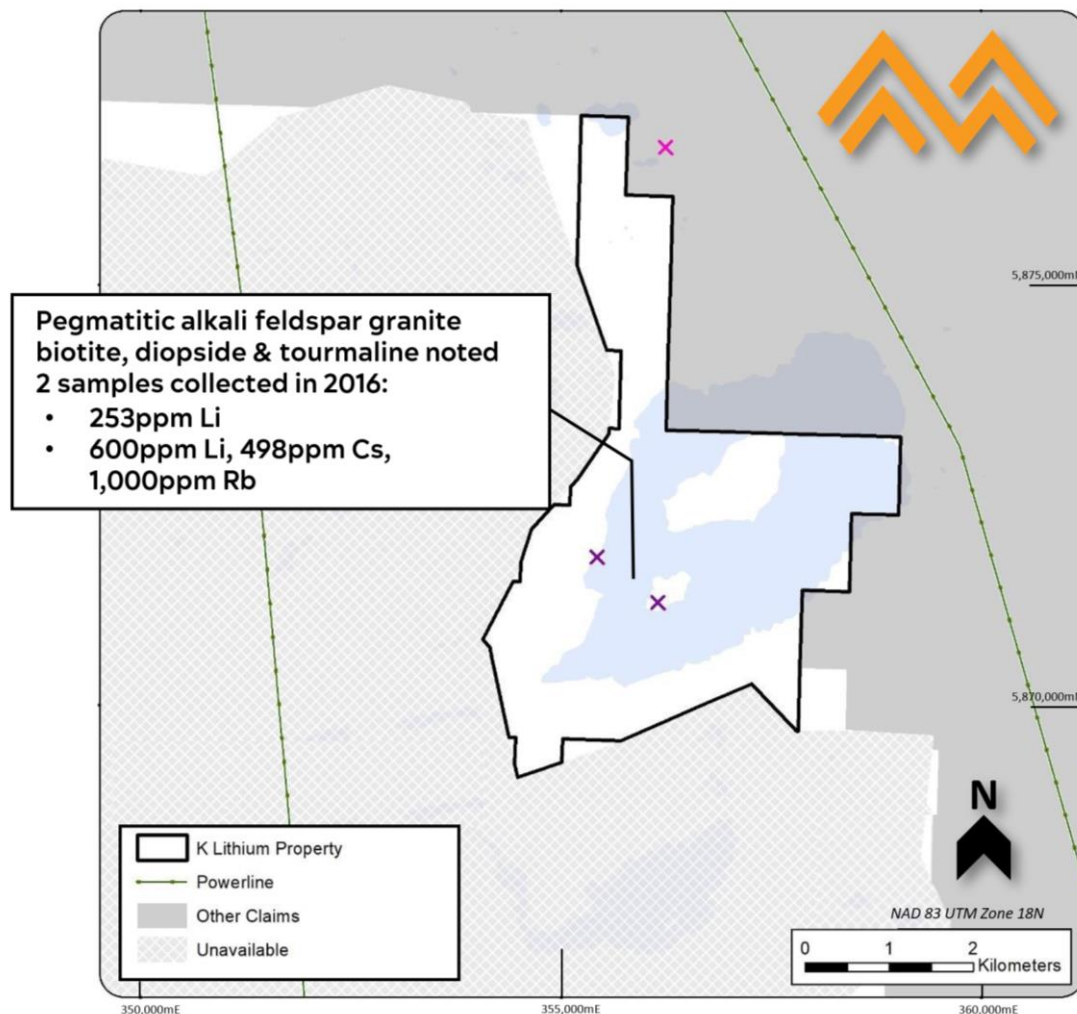 5,875,000mN
Pegmatitic alkali feldspar granite
biotite, diopside & tourmaline noted
2 samples collected in 2016:
• 253ppm Li
• 600ppm Li, 498ppm Cs,
1,000ppm Rb
5,870,000mN
N
K Lithium Property
Powerline
Other Claims
Unavailable
NAD 83 UTM Zone 18N
0 1 2
Kilometers
350,000mE 355,000mE 360,000mE